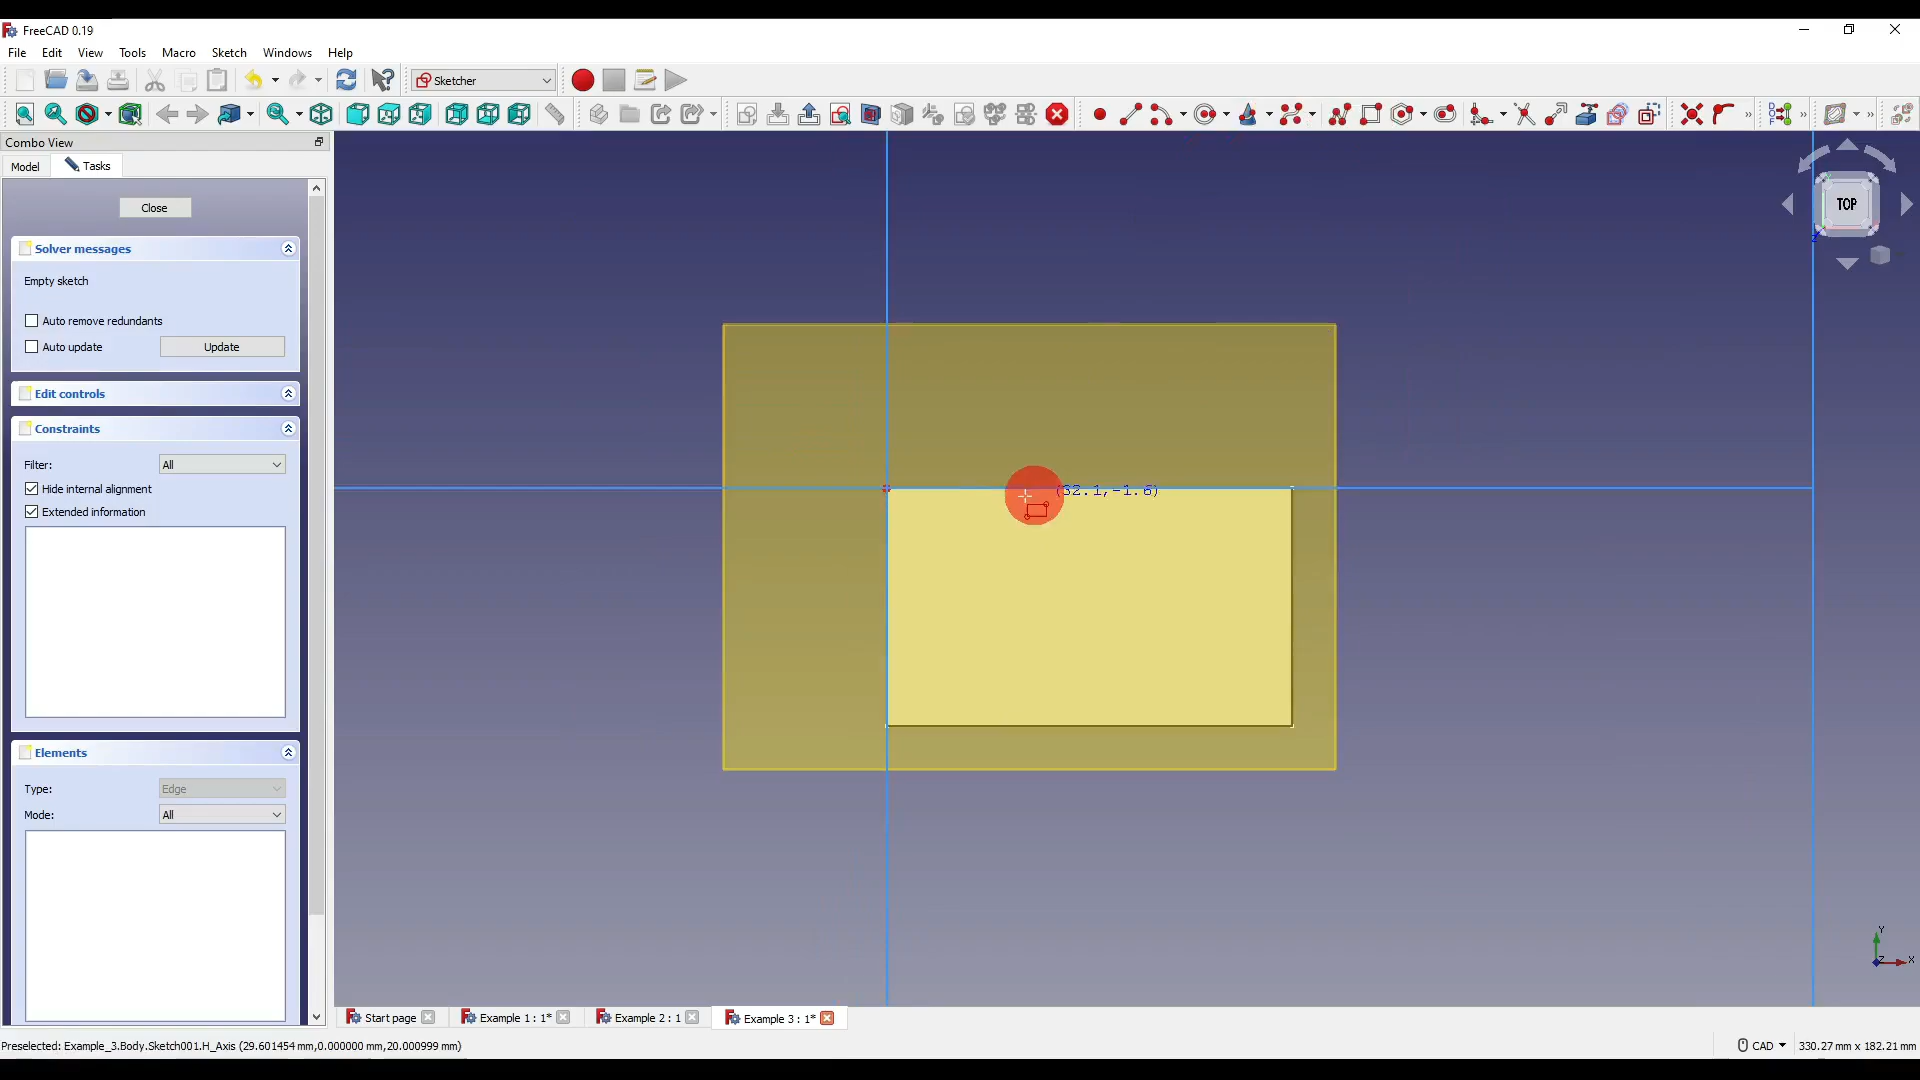 FreeCAD 0.19
File Edit View Tools Macro Sketch Windows Help
Sketcher
Combo View
Model Tasks
Close
Solver messages
Empty sketch
Auto remove redundants
Auto update Update
Edit controls
Constraints
Filter: All
Hide internal alignment
Extended information
Elements
Type: Edge
Mode: All
(32.1,-1.6)
TOP
Z
Y
Z X
Start page Example 1 : 1* Example 2 : 1 Example 3 : 1*
Preselected: Example_3.Body.Sketch001.H_Axis (29.601454 mm,0.000000 mm,20.000999 mm)
CAD 330.27 mm x 182.21 mm